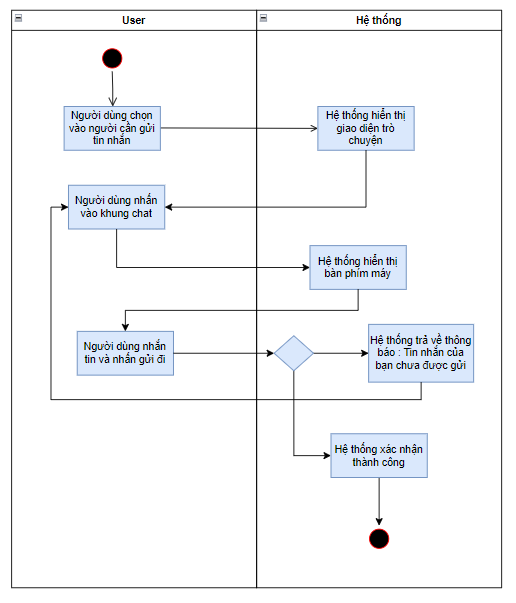 User
Hệ thống
Người dùng chọn
vào người cần gửi
tin nhắn
Hệ thống hiển thị
giao diện trò
chuyện
Người dùng nhấn
vào khung chat
Hệ thống hiển thị
bàn phím máy
Người dùng nhắn
tin và nhấn gửi đi
Hệ thống trả về thông
báo : Tin nhắn của
bạn chưa được gửi
Hệ thống xác nhận
thành công